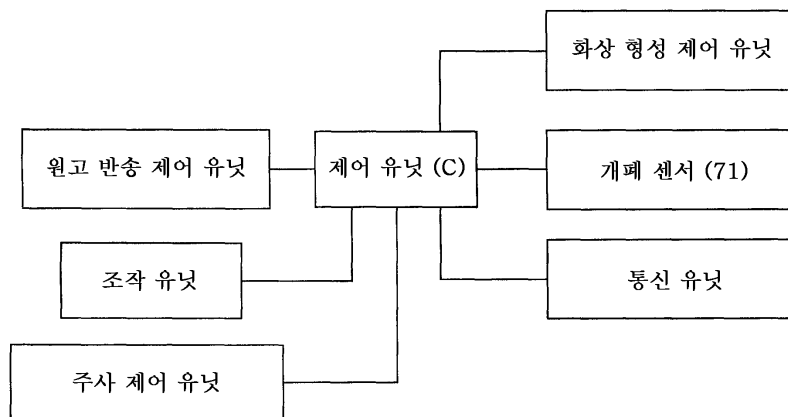 화상 형성 제어 유닛
원고 반송 제어 유닛
제어 유닛 (C)
개폐 센서 (71)
조작 유닛
통신 유닛
주사 제어 유닛